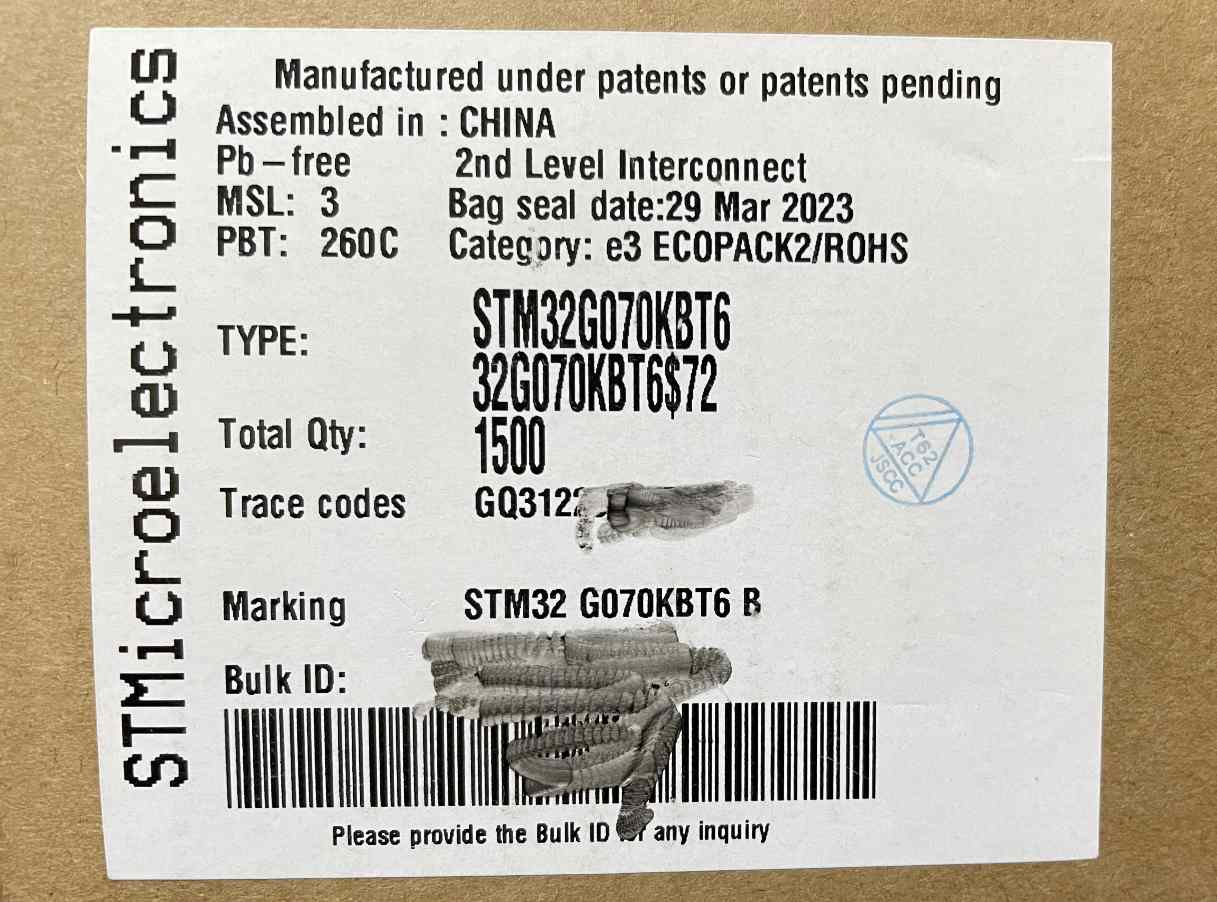 STMicroelectronics
Manufactured under patents or patents pending
Assembled in : CHINA
Pb-free 2nd Level Interconnect
MSL: 3 Bag seal date:29 Mar 2023
PBT: 260C Category: e3 ECOPACK2/ROHS
TYPE: STM32G070KBT6
32G070KBT6$72
Total Qty: 1500
T62
ACC
JSCC
Trace codes
Marking STM32 G070KBT6 B
Bulk ID:
Please provide the Bulk ID any inquiry